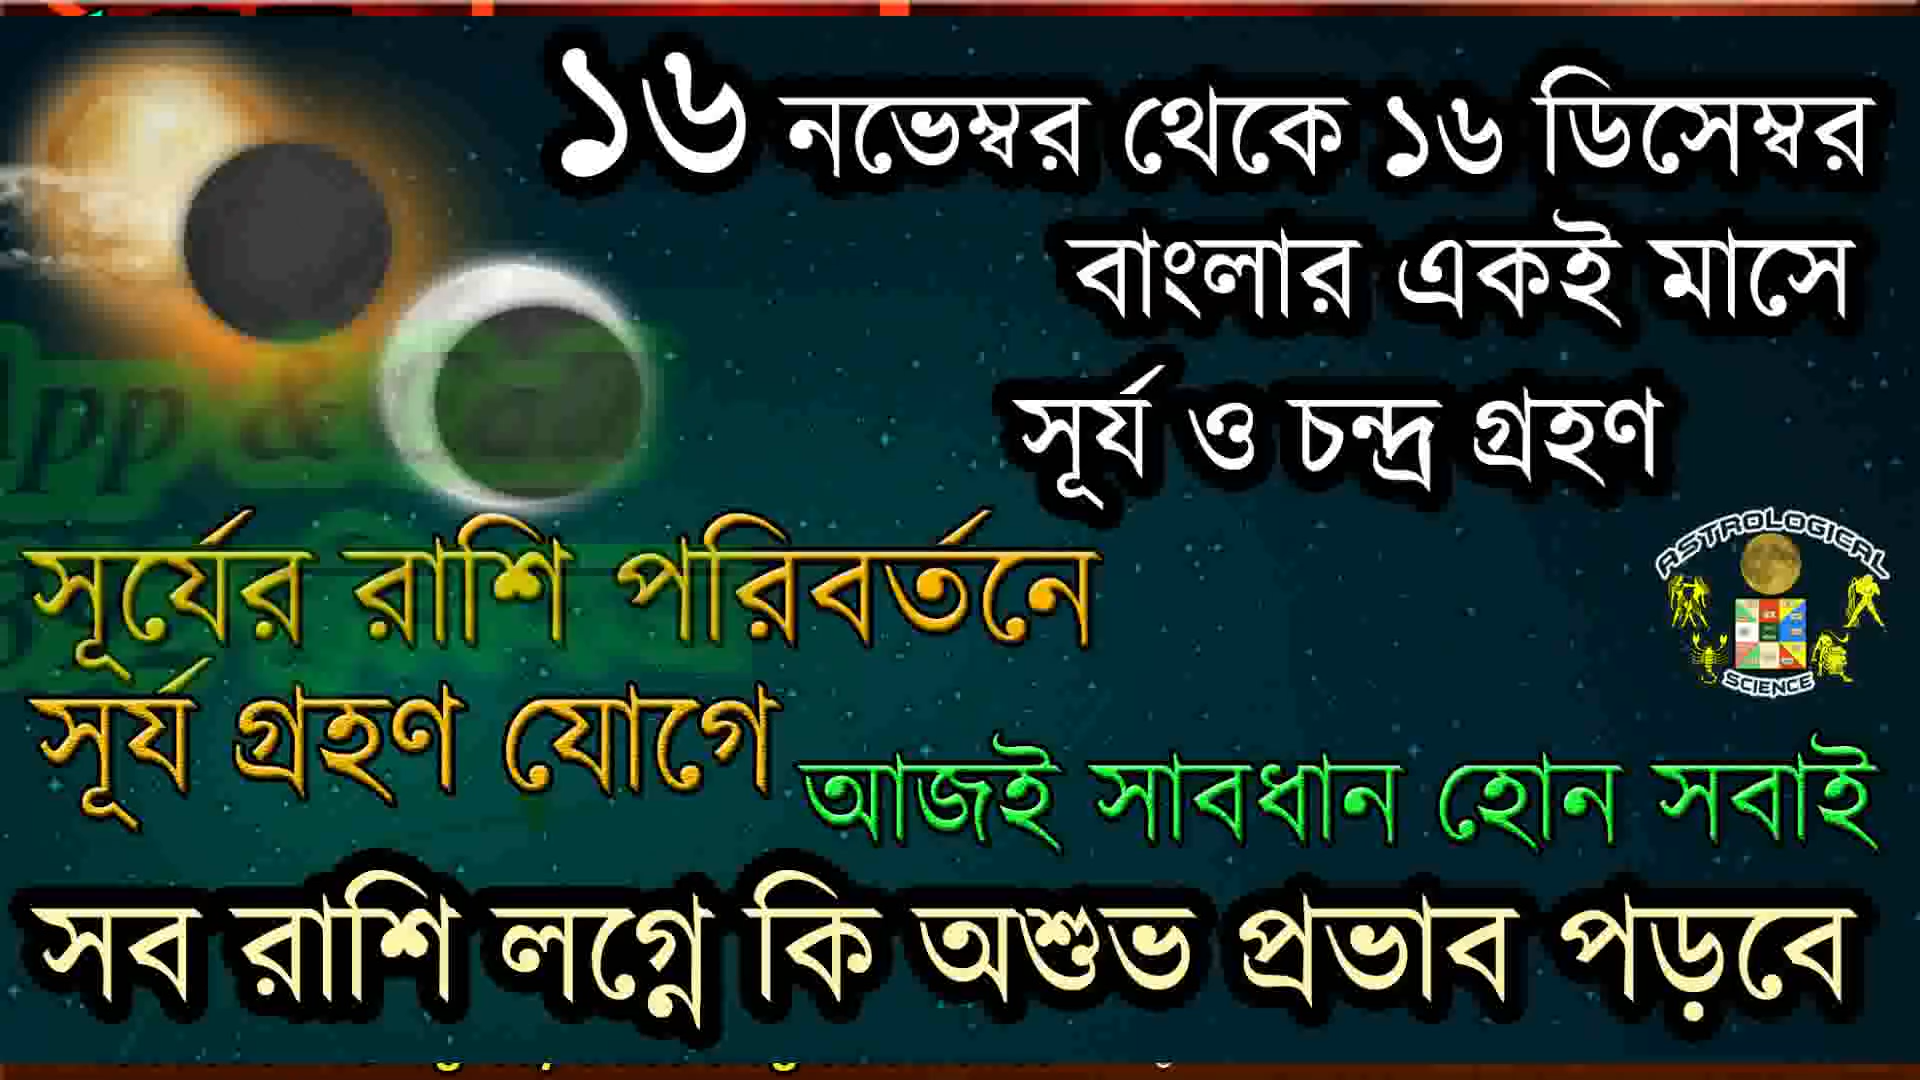 ১৬ নভেম্বর থেকে ১৬ ডিসেম্বর
বাংলার একই মাসে
সূর্য ও চন্দ্র গ্রহণ
সূর্যের রাশি পরিবর্তনে
সূর্য গ্রহণ যোগে
ASTROLOGICAL
SCIENCE
আজই সাবধান হোন সবাই
সব রাশি লগ্নে কি অশুভ প্রভাব পড়বে